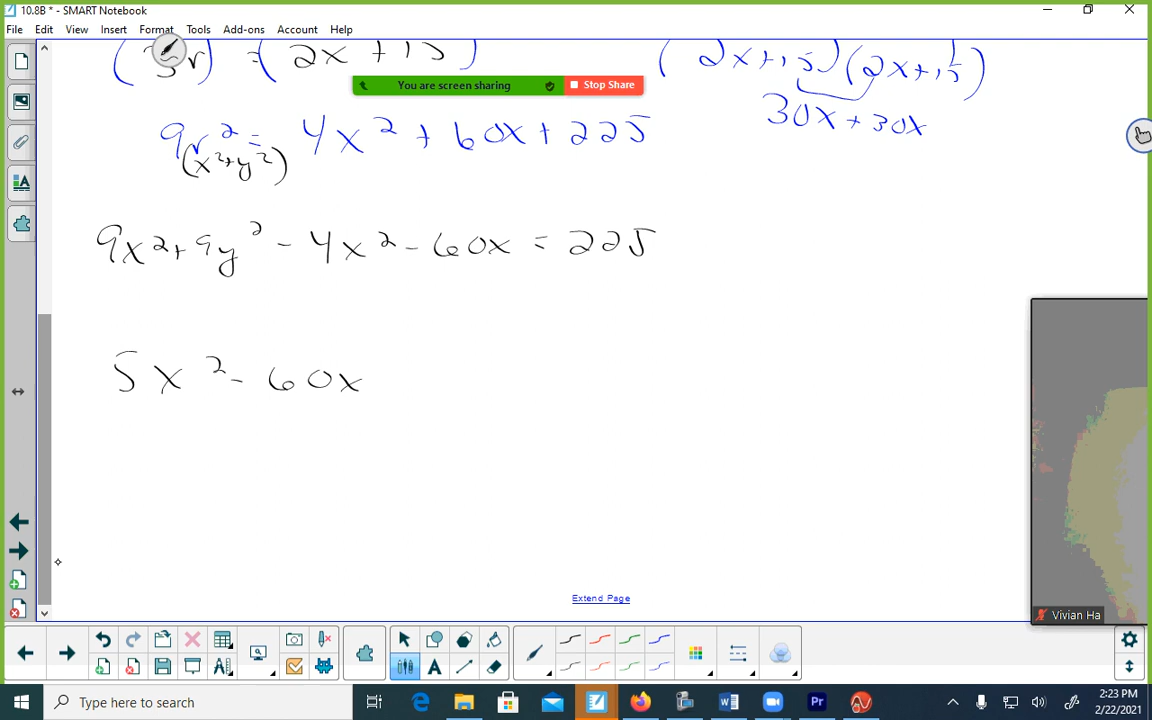 10.8B * - SMART Notebook
File Edit View Insert Format Tools Add-ons Account Help
(3r) = (2x + 15) (2x+15)(2x+15)
You are screen sharing Stop Share
30x + 30x
9r² = 4x² + 60x + 225
(x²+y²)
9x² + 9y² - 4x² - 60x = 225
5x² - 60x
Vivian Ha
Extend Page
Type here to search
2:23 PM
2/22/2021